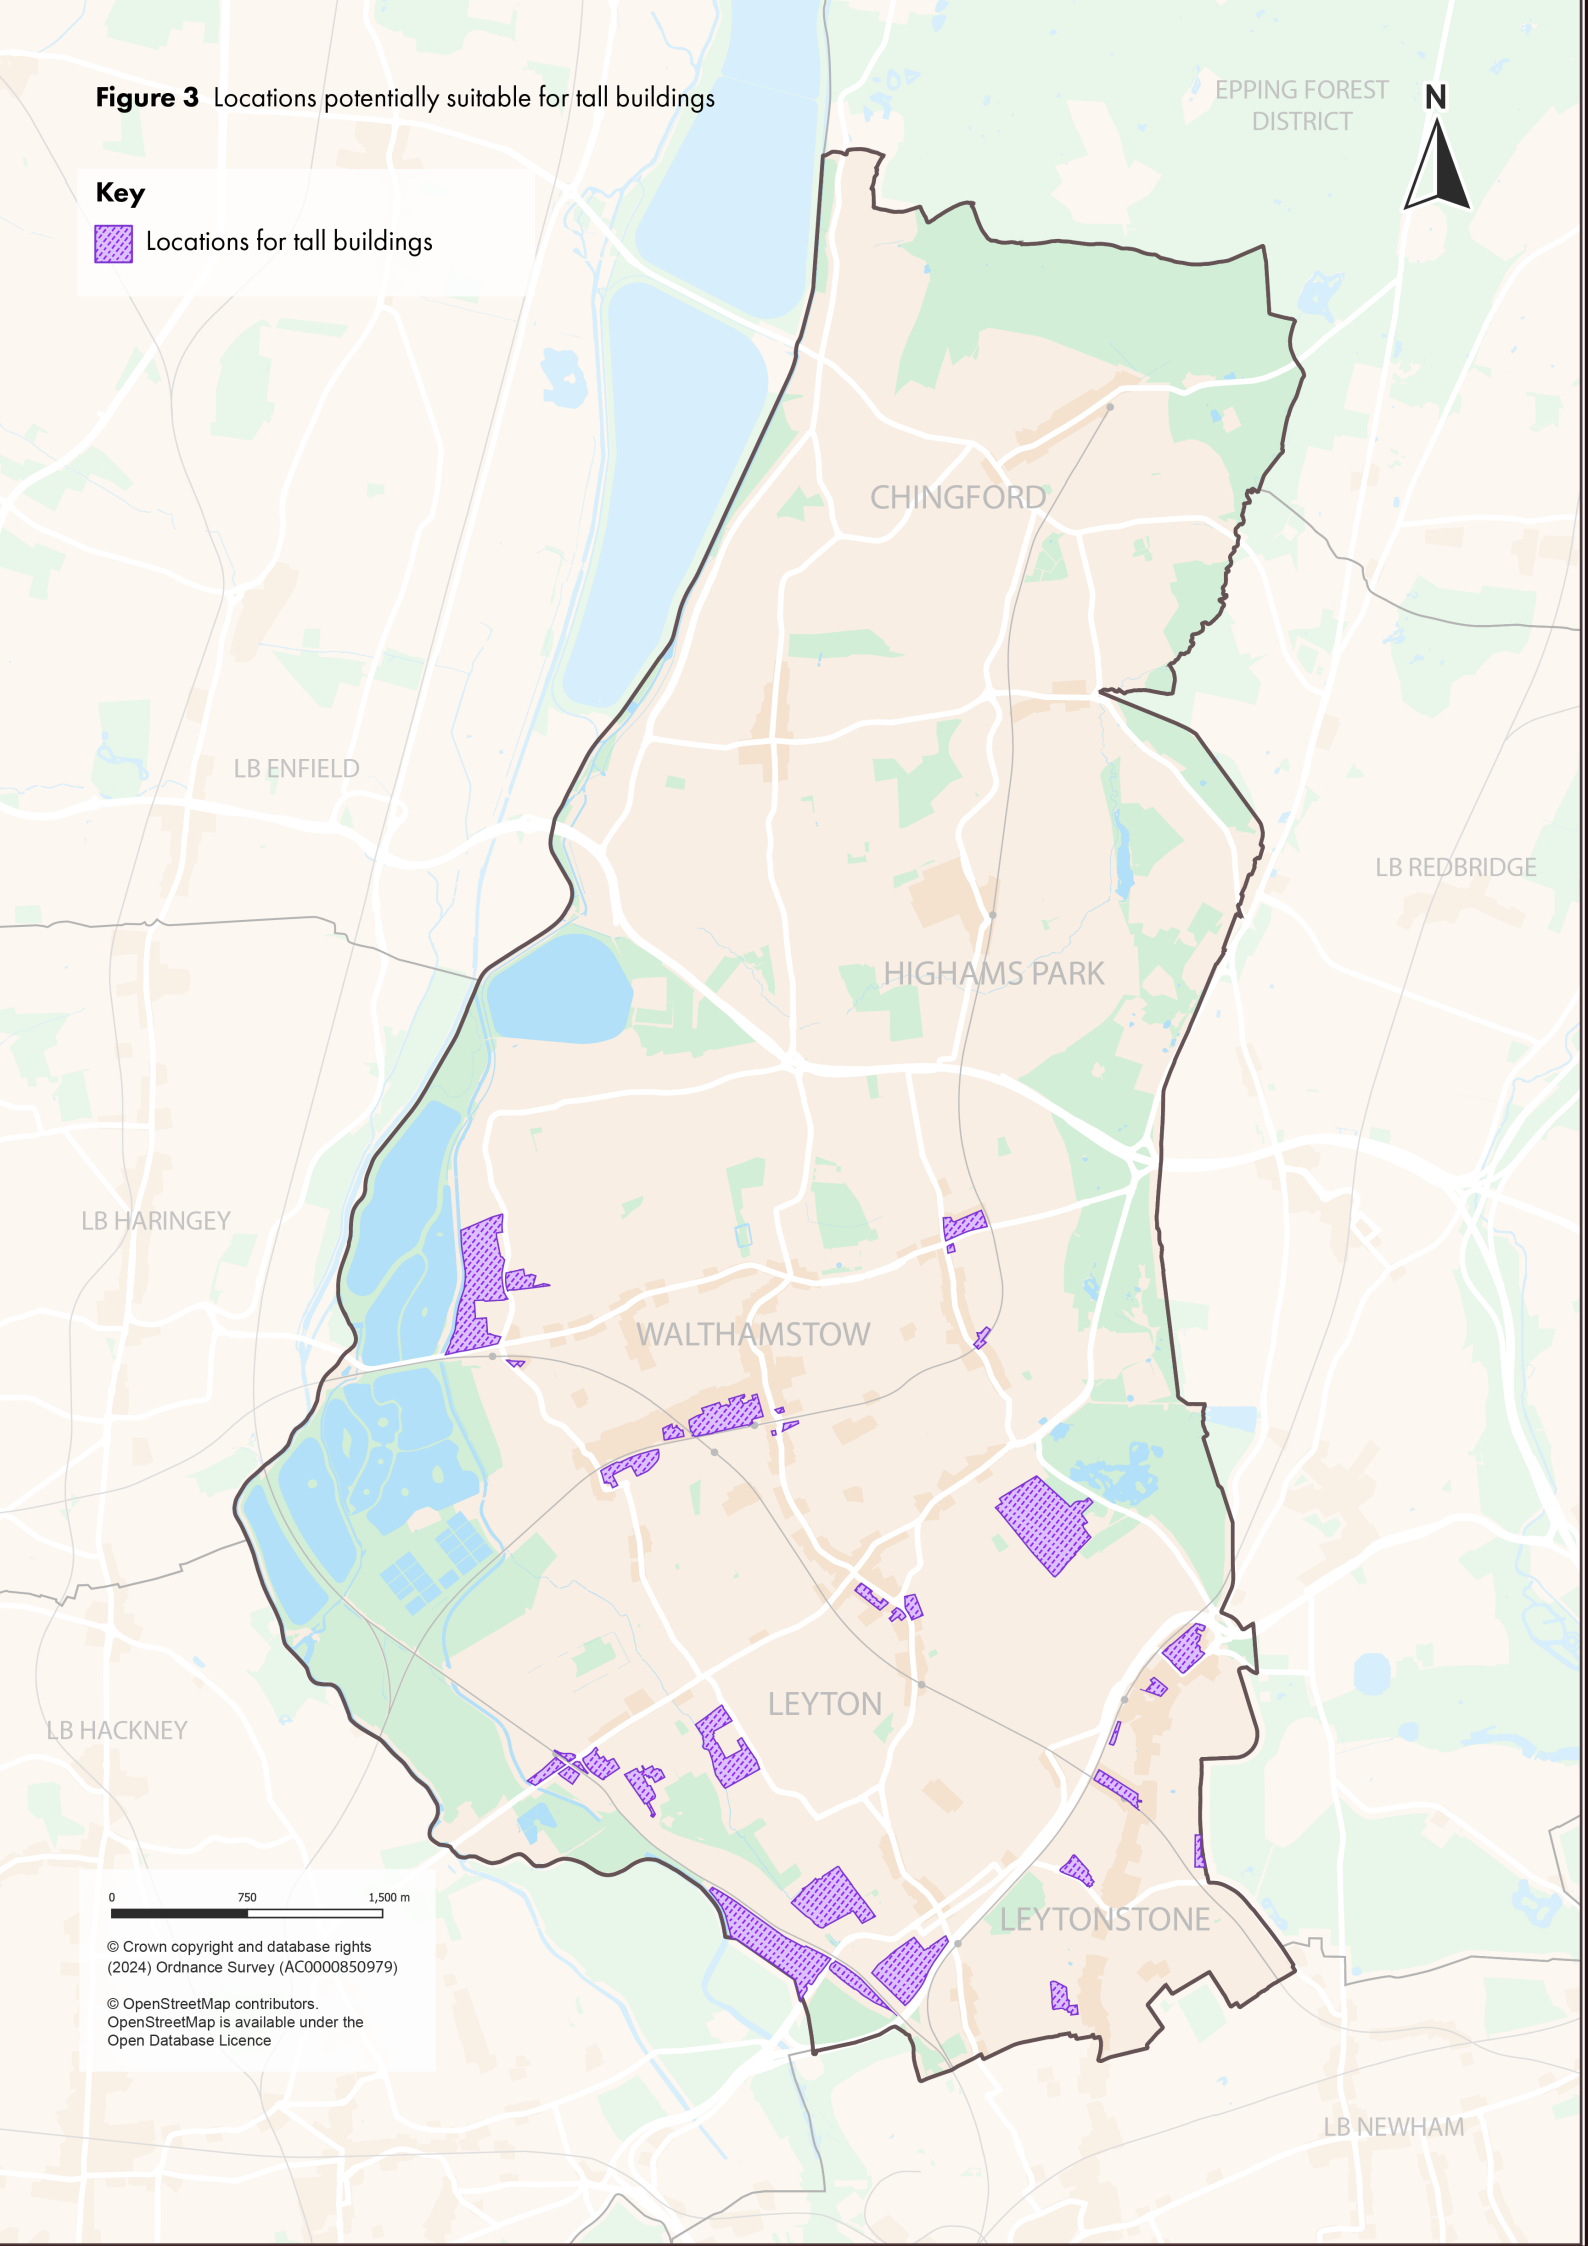 Figure 3 Locations potentially suitable for tall buildings
EPPING FOREST
DISTRICT
N
Key
Locations for tall buildings
CHINGFORD
LB ENFIELD
LB REDBRIDGE
HIGHAMS PARK
LB HARINGEY
WALTHAMSTOW
LEYTON
LB HACKNEY
0 750 1,500 m
LEYTONSTONE
© Crown copyright and database rights
(2024) Ordnance Survey (AC0000850979)
© OpenStreetMap contributors.
OpenStreetMap is available under the
Open Database Licence
LB NEWHAM